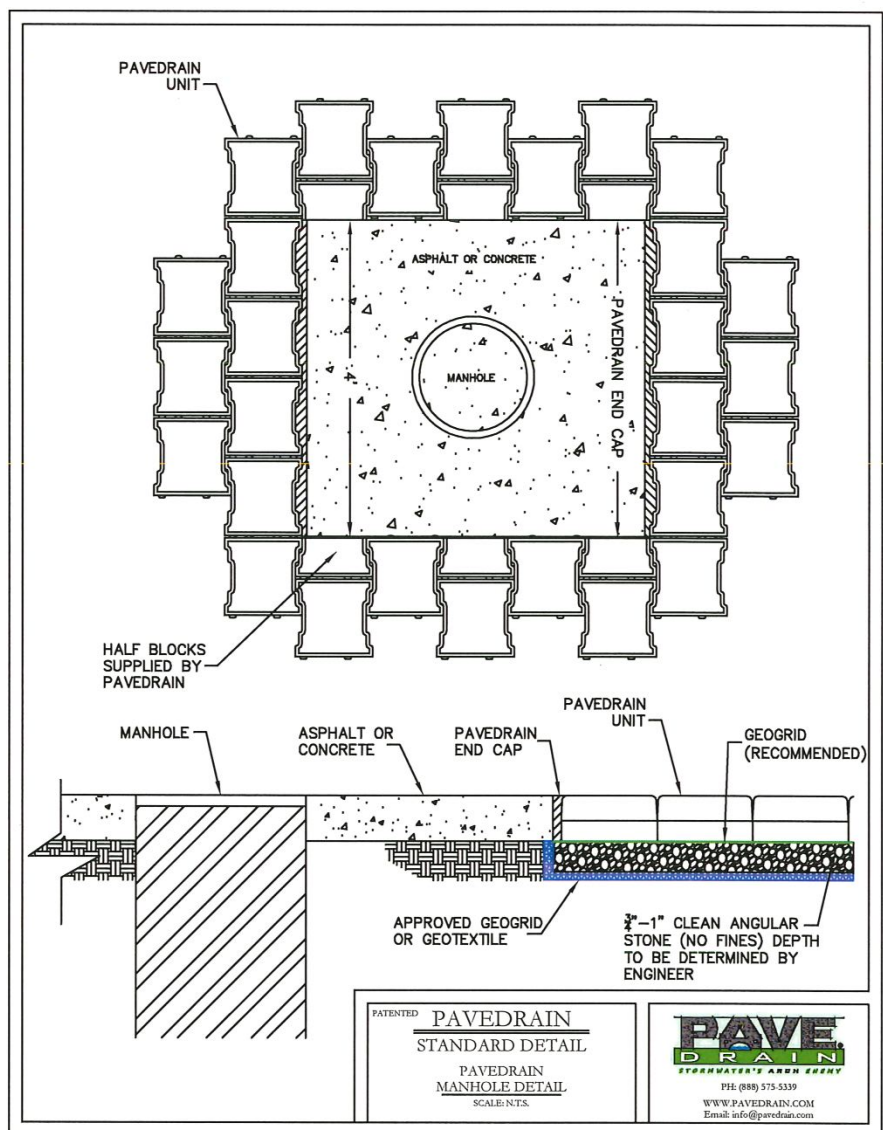 PAVEDRAIN
UNIT
ASPHALT OR CONCRETE
PAVEDRAIN END CAP
4'
MANHOLE
HALF BLOCKS
SUPPLIED BY
PAVEDRAIN
MANHOLE
ASPHALT OR
CONCRETE
PAVEDRAIN
END CAP
PAVEDRAIN
UNIT
GEOGRID
(RECOMMENDED)
APPROVED GEOGRID
OR GEOTEXTILE
3/4"-1" CLEAN ANGULAR
STONE (NO FINES) DEPTH
TO BE DETERMINED BY
ENGINEER
PATENTED
PAVEDRAIN
STANDARD DETAIL
PAVEDRAIN
MANHOLE DETAIL
SCALE: N.T.S.
PAVE
DRAIN
STORMWATER'S ARCH ENEMY
PH: (888) 575-5339
WWW.PAVEDRAIN.COM
Email: info@pavedrain.com